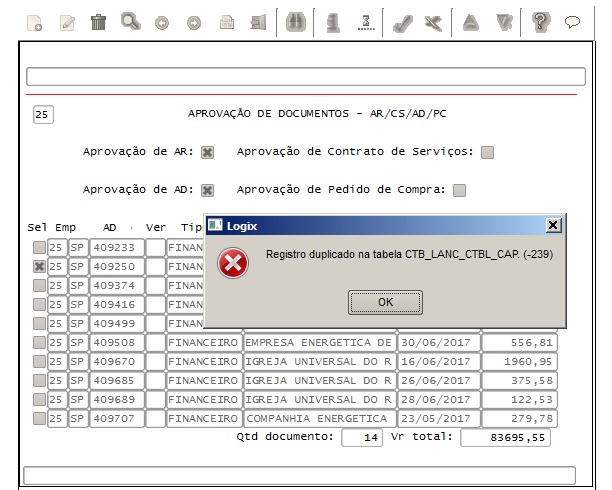 25 APROVAÇÃO DE DOCUMENTOS - AR/CS/AD/PC
Aprovação de AR: Aprovação de Contrato de Serviços:
Aprovação de AD: Aprovação de Pedido de Compra:
Sel Emp AD Ver Tip
Logix
Registro duplicado na tabela CTB_LANC_CTBL_CAP. (-239)
OK
25 SP 409233 FINAN
25 SP 409250 FINAN
25 SP 409374 FINAN
25 SP 409416 FINAN
25 SP 409499 FINAN
25 SP 409508 FINANCEIRO EMPRESA ENERGETICA DE 30/06/2017 556,81
25 SP 409670 FINANCEIRO IGREJA UNIVERSAL DO R 16/06/2017 1960,95
25 SP 409685 FINANCEIRO IGREJA UNIVERSAL DO R 26/06/2017 375,58
25 SP 409689 FINANCEIRO IGREJA UNIVERSAL DO R 28/06/2017 122,53
25 SP 409707 FINANCEIRO COMPANHIA ENERGETICA 23/05/2017 279,78
Qtd documento: 14 Vr total: 83695,55